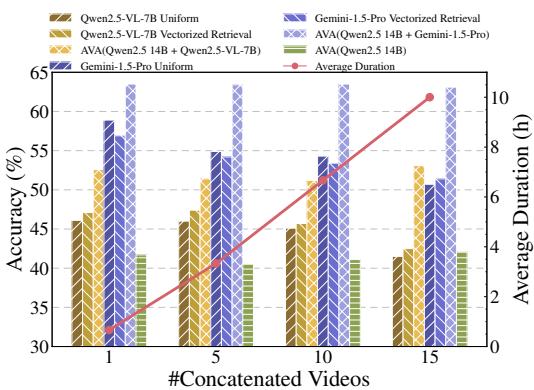 Qwen2.5-VL-7B Uniform
Qwen2.5-VL-7B Vectorized Retrieval
AVA(Qwen2.5 14B + Qwen2.5-VL-7B)
Gemini-1.5-Pro Uniform
Gemini-1.5-Pro Vectorized Retrieval
AVA(Qwen2.5 14B + Gemini-1.5-Pro)
AVA(Qwen2.5 14B)
Average Duration
Accuracy (%)
65
60
55
50
45
40
35
30
1
5
10
15
#Concatenated Videos
10
8
6
4
2
0
Average Duration (h)